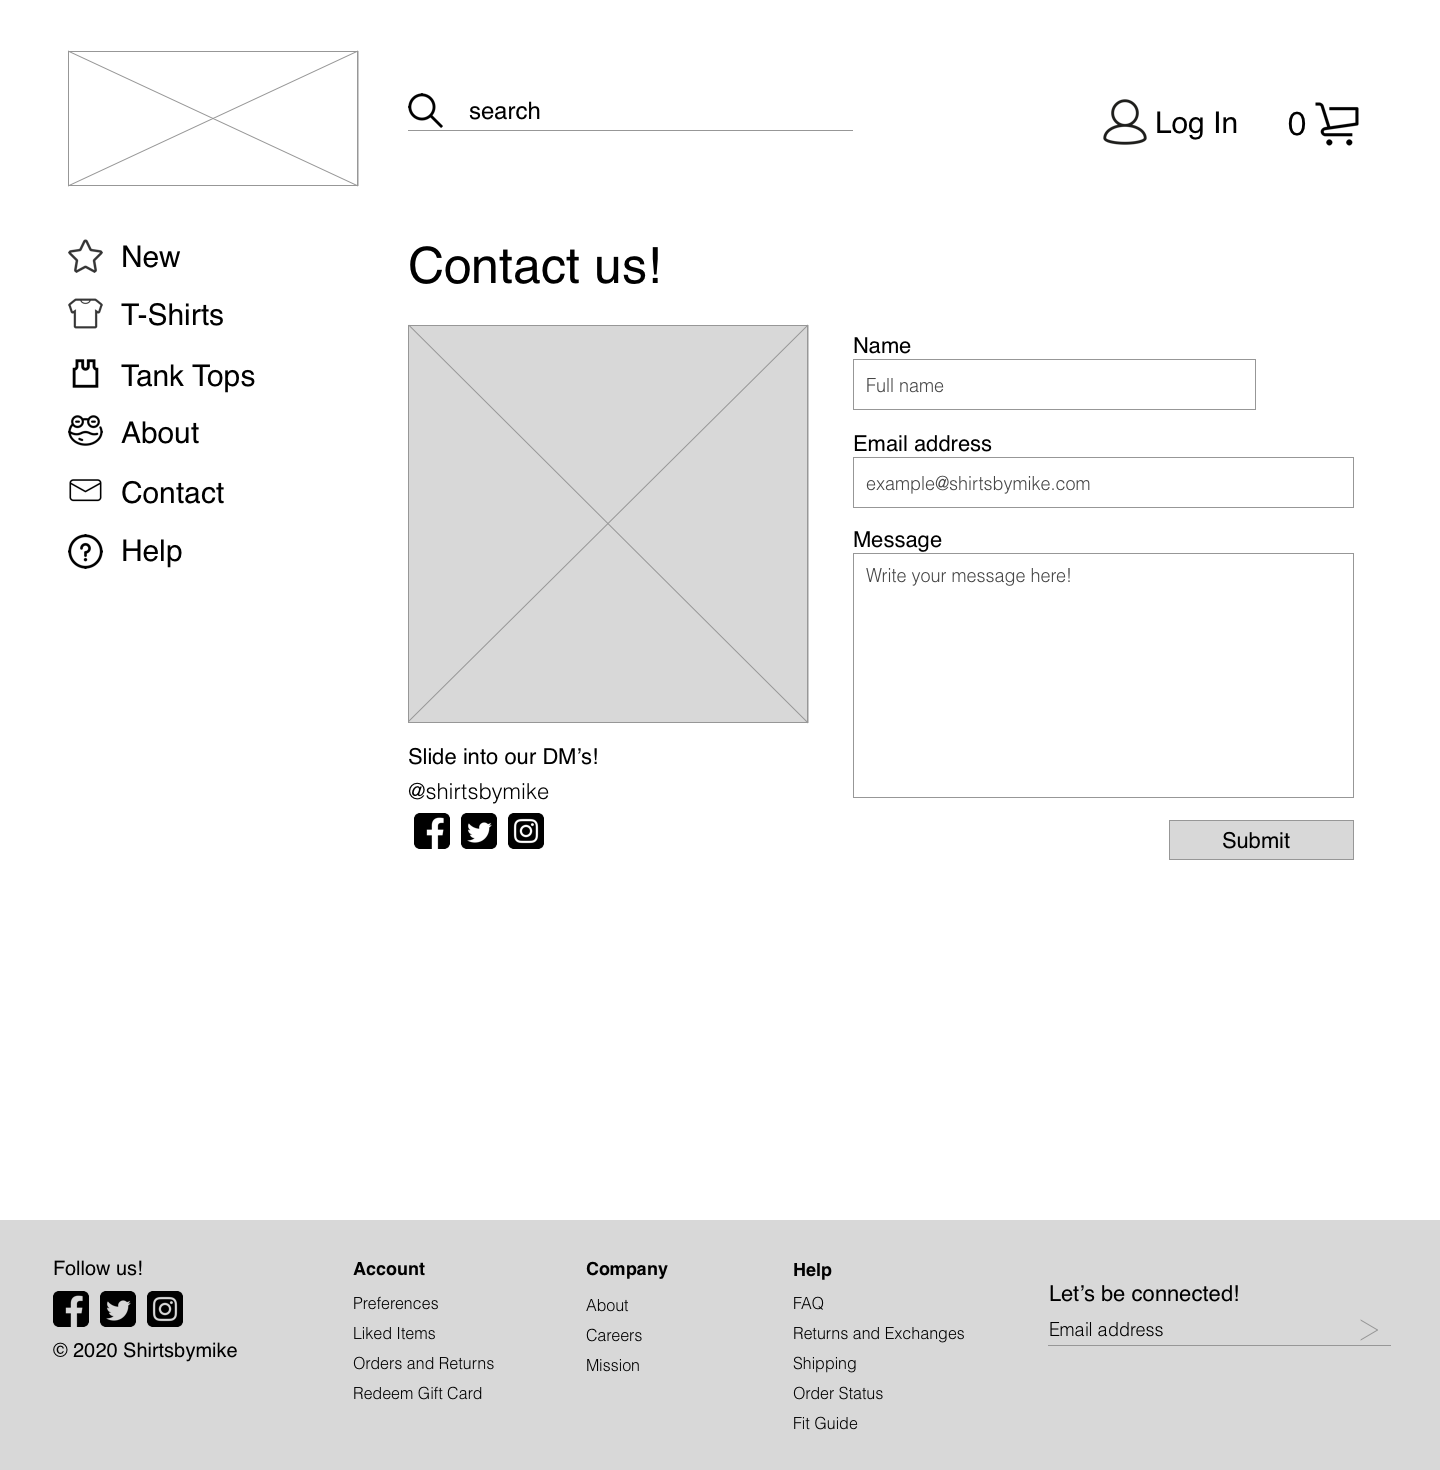 search
Log In
0
New
T-Shirts
Tank Tops
About
Contact
Help
Contact us!
Name
Full name
Email address
example@shirtsbymike.com
Message
Write your message here!
Slide into our DM’s!
@shirtsbymike
Submit
Follow us!
© 2020 Shirtsbymike
Account
Preferences
Liked Items
Orders and Returns
Redeem Gift Card
Company
About
Careers
Mission
Help
FAQ
Returns and Exchanges
Shipping
Order Status
Fit Guide
Let’s be connected!
Email address